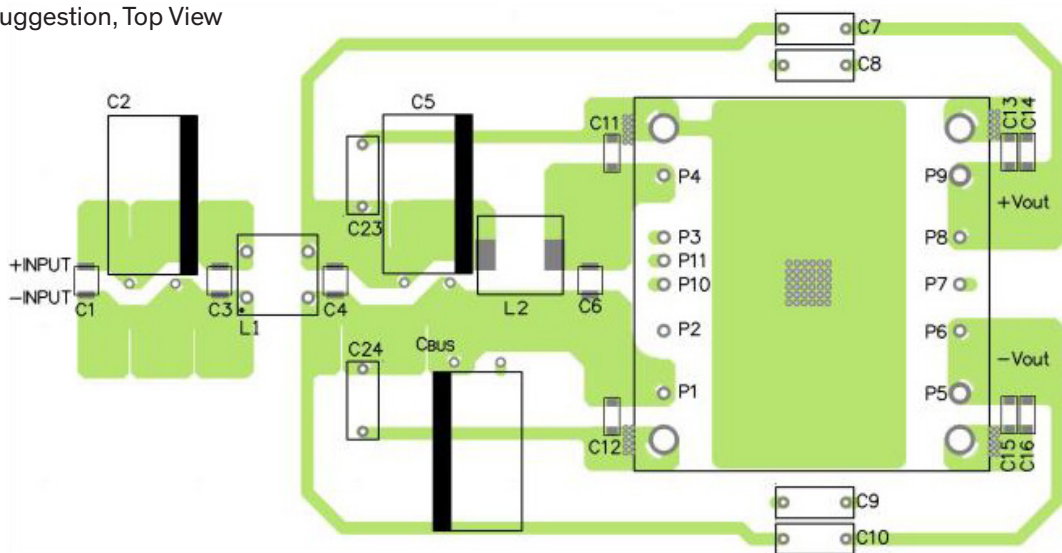 uggestion, Top View
C7
C8
C2
C5
C11
C13
C14
C23
P4
P9
+Vout
P3
P8
+INPUT
P11
-INPUT
P10
P7
C1
C3
L1
C4
L2
C6
P2
P6
C24
CBUS
-Vout
P1
P5
C12
C15
C16
C9
C10